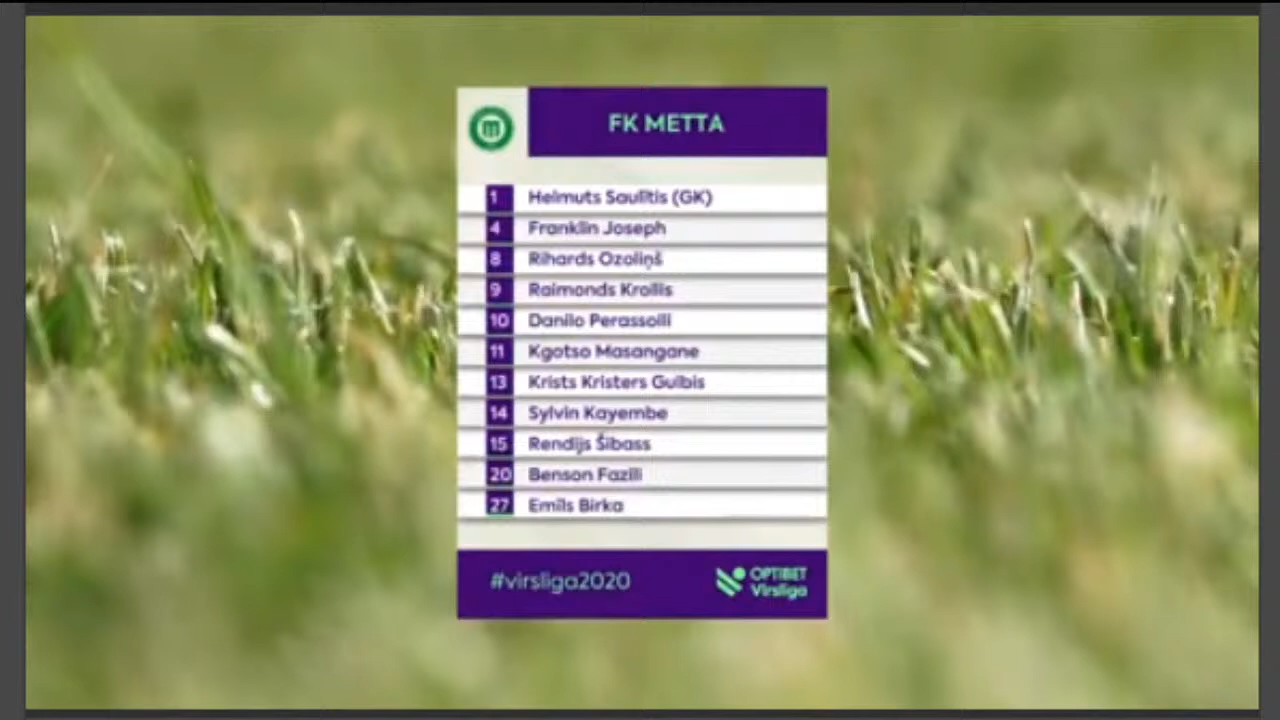 FK METTA
1 Helmuts Saulītis (GK)
4 Franklin Joseph
8 Rihards Ozoliņš
9 Raimonds Krollis
10 Danilo Perassoili
11 Kgotso Masangane
13 Krists Kristers Gulbis
14 Sylvin Kayembe
15 Rendijs Šibass
20 Benson Fazili
27 Emīls Birka
#virsliga2020
OPTIBET
Virslīga